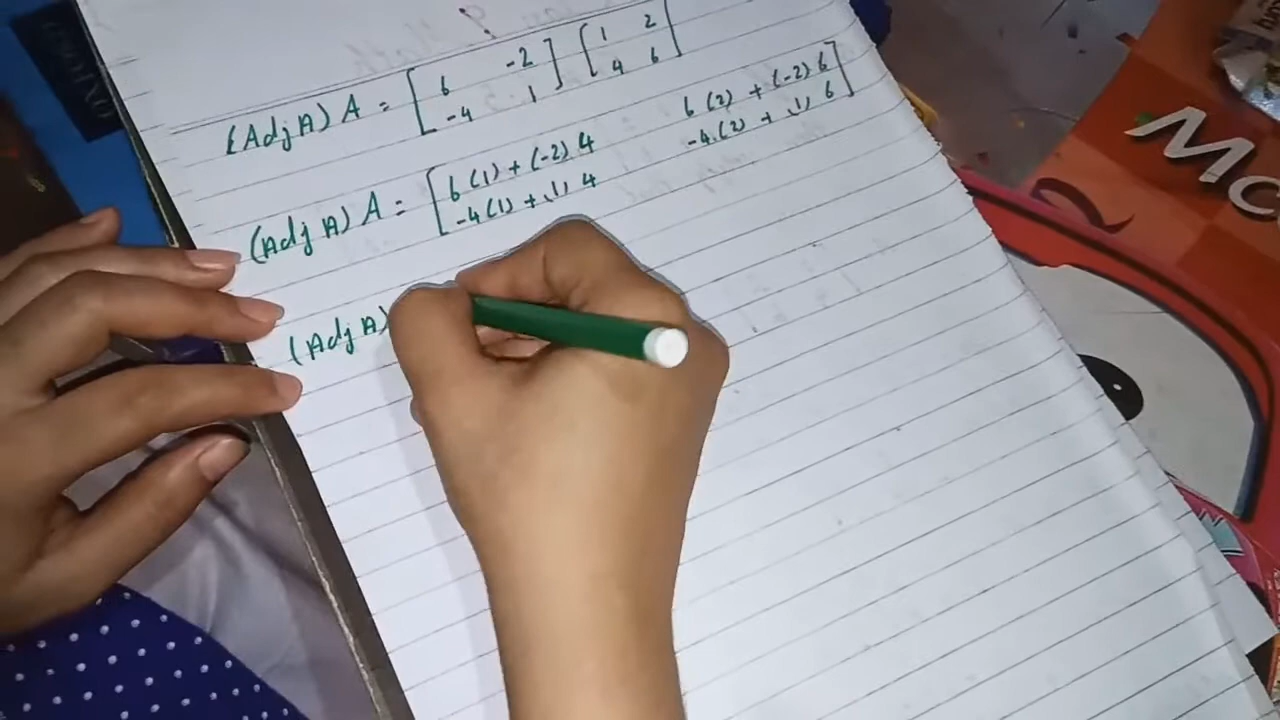 (Adj A) A = [ 6 -2 ] [ 1 2 ]
-4 1 4 6
(Adj A) A = [ 6 (1) + (-2) 4 6 (2) + (-2) 6 ]
-4 (1) + (1) 4 -4 (2) + (1) 6
(Adj A)